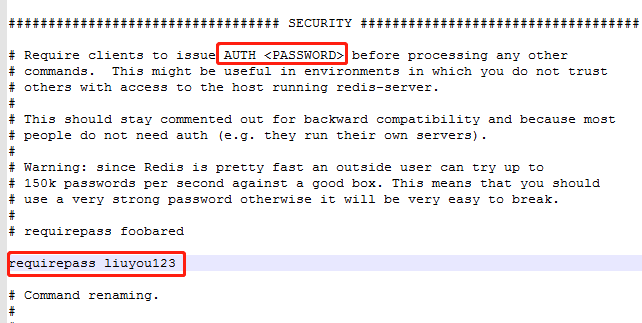 ################################## SECURITY ###################################
# Require clients to issue AUTH <PASSWORD> before processing any other
# commands.  This might be useful in environments in which you do not trust
# others with access to the host running redis-server.
#
# This should stay commented out for backward compatibility and because most
# people do not need auth (e.g. they run their own servers).
#
# Warning: since Redis is pretty fast an outside user can try up to
# 150k passwords per second against a good box. This means that you should
# use a very strong password otherwise it will be very easy to break.
#
# requirepass foobared
requirepass liuyou123
# Command renaming.
#